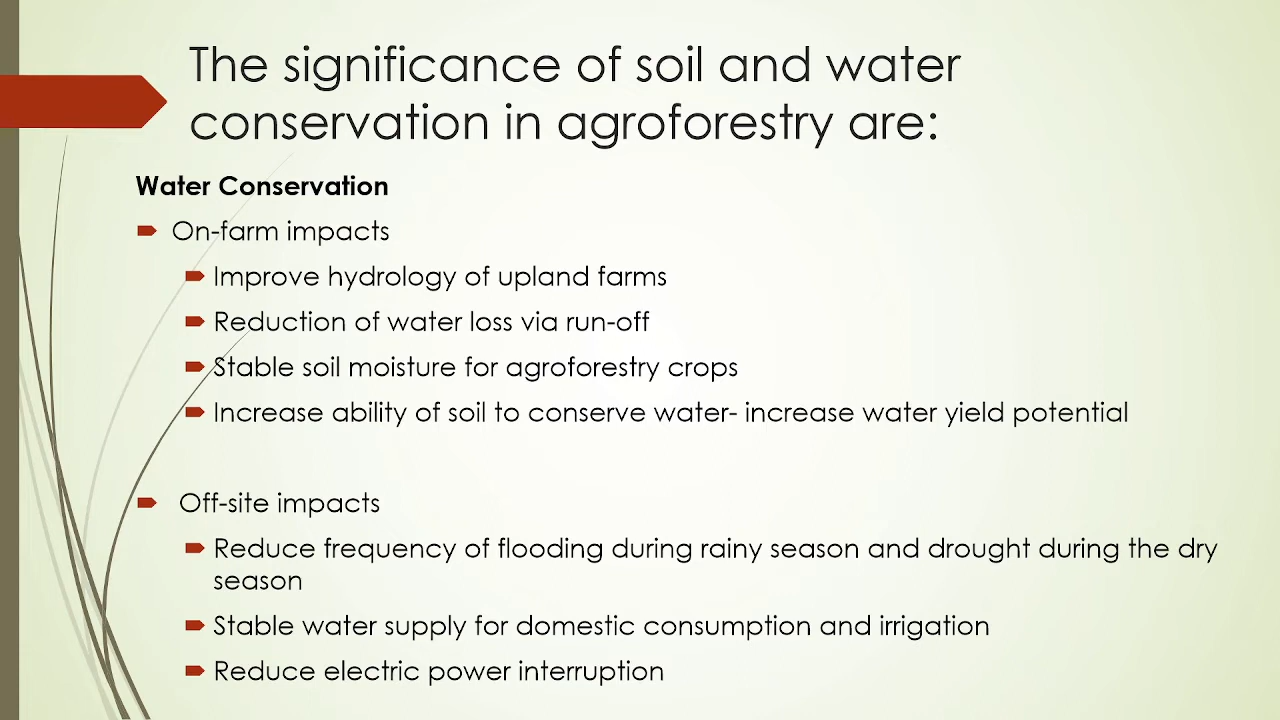 The significance of soil and water
conservation in agroforestry are:
Water Conservation
On-farm impacts
Improve hydrology of upland farms
Reduction of water loss via run-off
Stable soil moisture for agroforestry crops
Increase ability of soil to conserve water- increase water yield potential
Off-site impacts
Reduce frequency of flooding during rainy season and drought during the dry
season
Stable water supply for domestic consumption and irrigation
Reduce electric power interruption